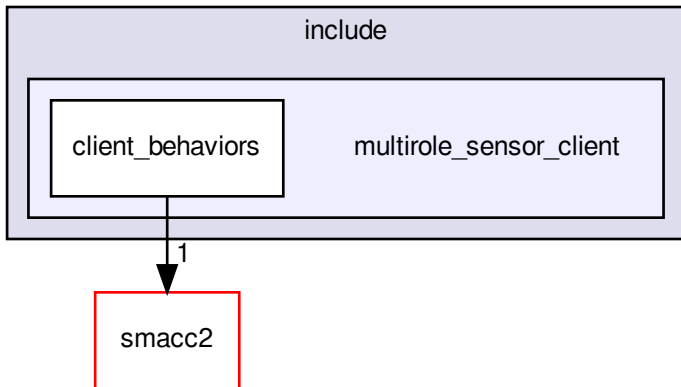 include
client_behaviors
multirole_sensor_client
1
smacc2